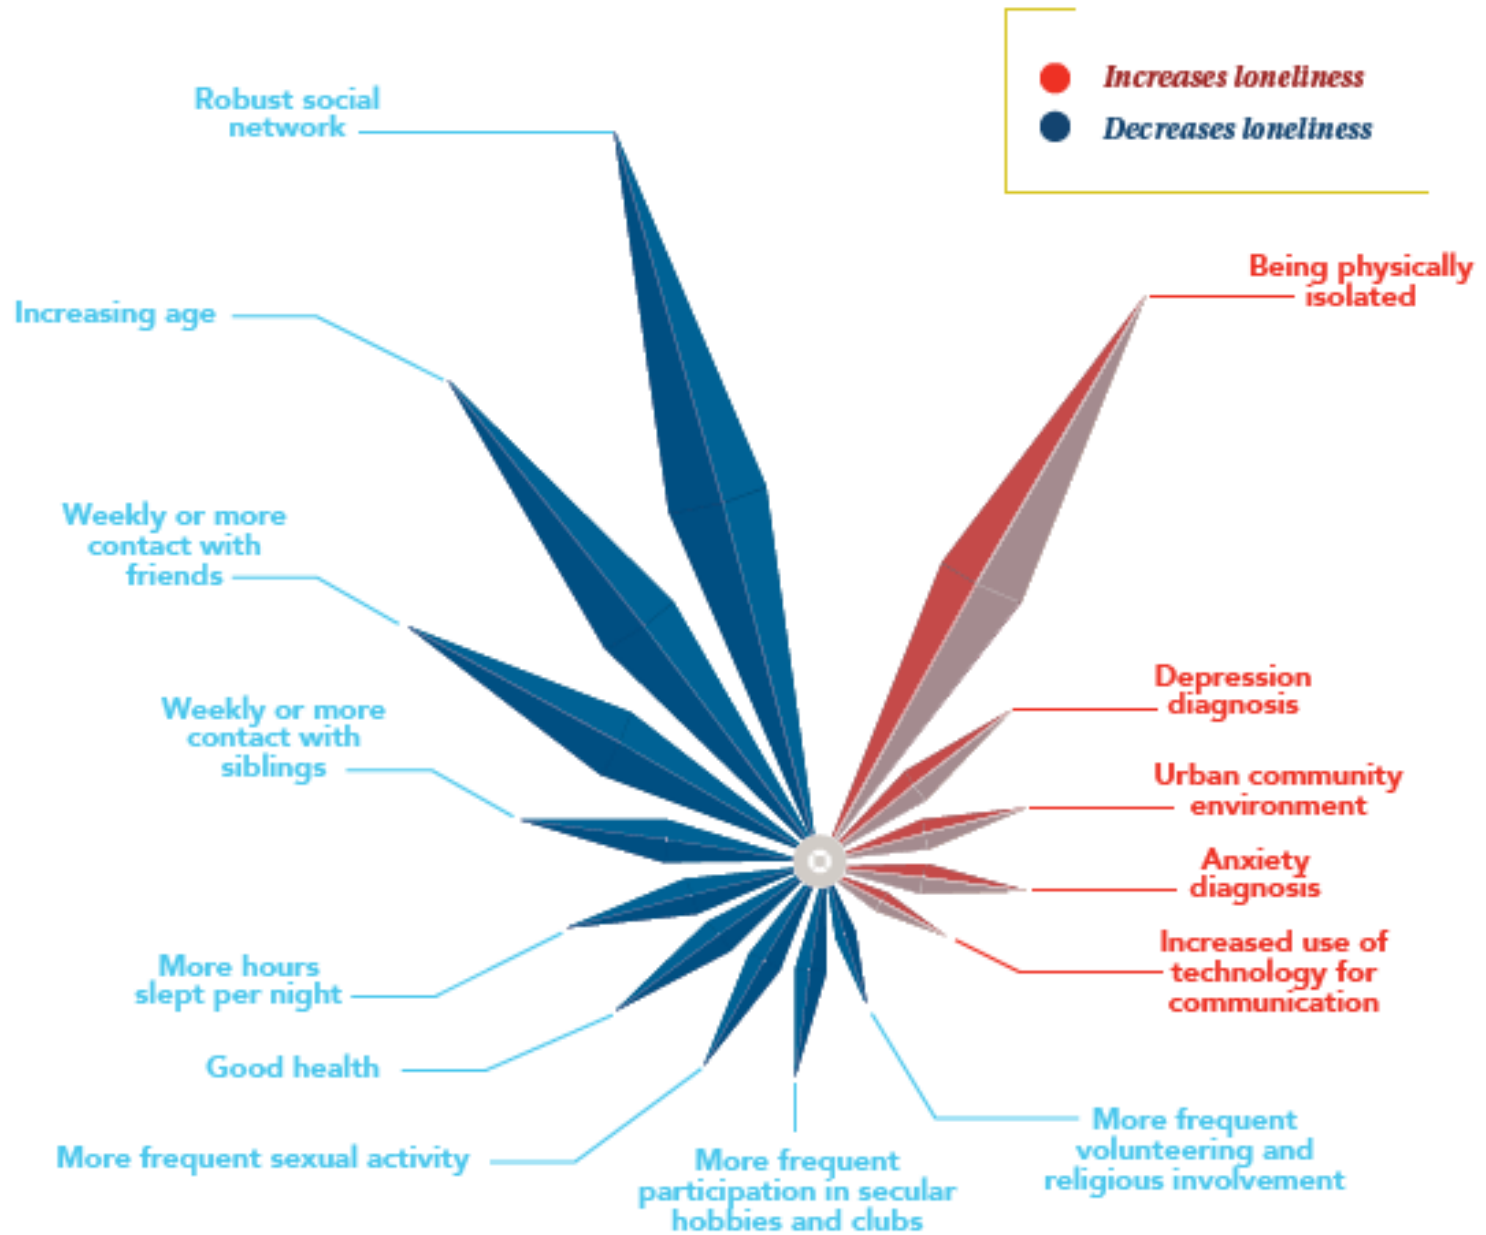 Increases loneliness
Decreases loneliness
Robust social
network
Increasing age
Weekly or more
contact with
friends
Weekly or more
contact with
siblings
More hours
slept per night
Good health
More frequent sexual activity
More frequent
participation in secular
hobbies and clubs
More frequent
volunteering and
religious involvement
Being physically
isolated
Depression
diagnosis
Urban community
environment
Anxiety
diagnosis
Increased use of
technology for
communication